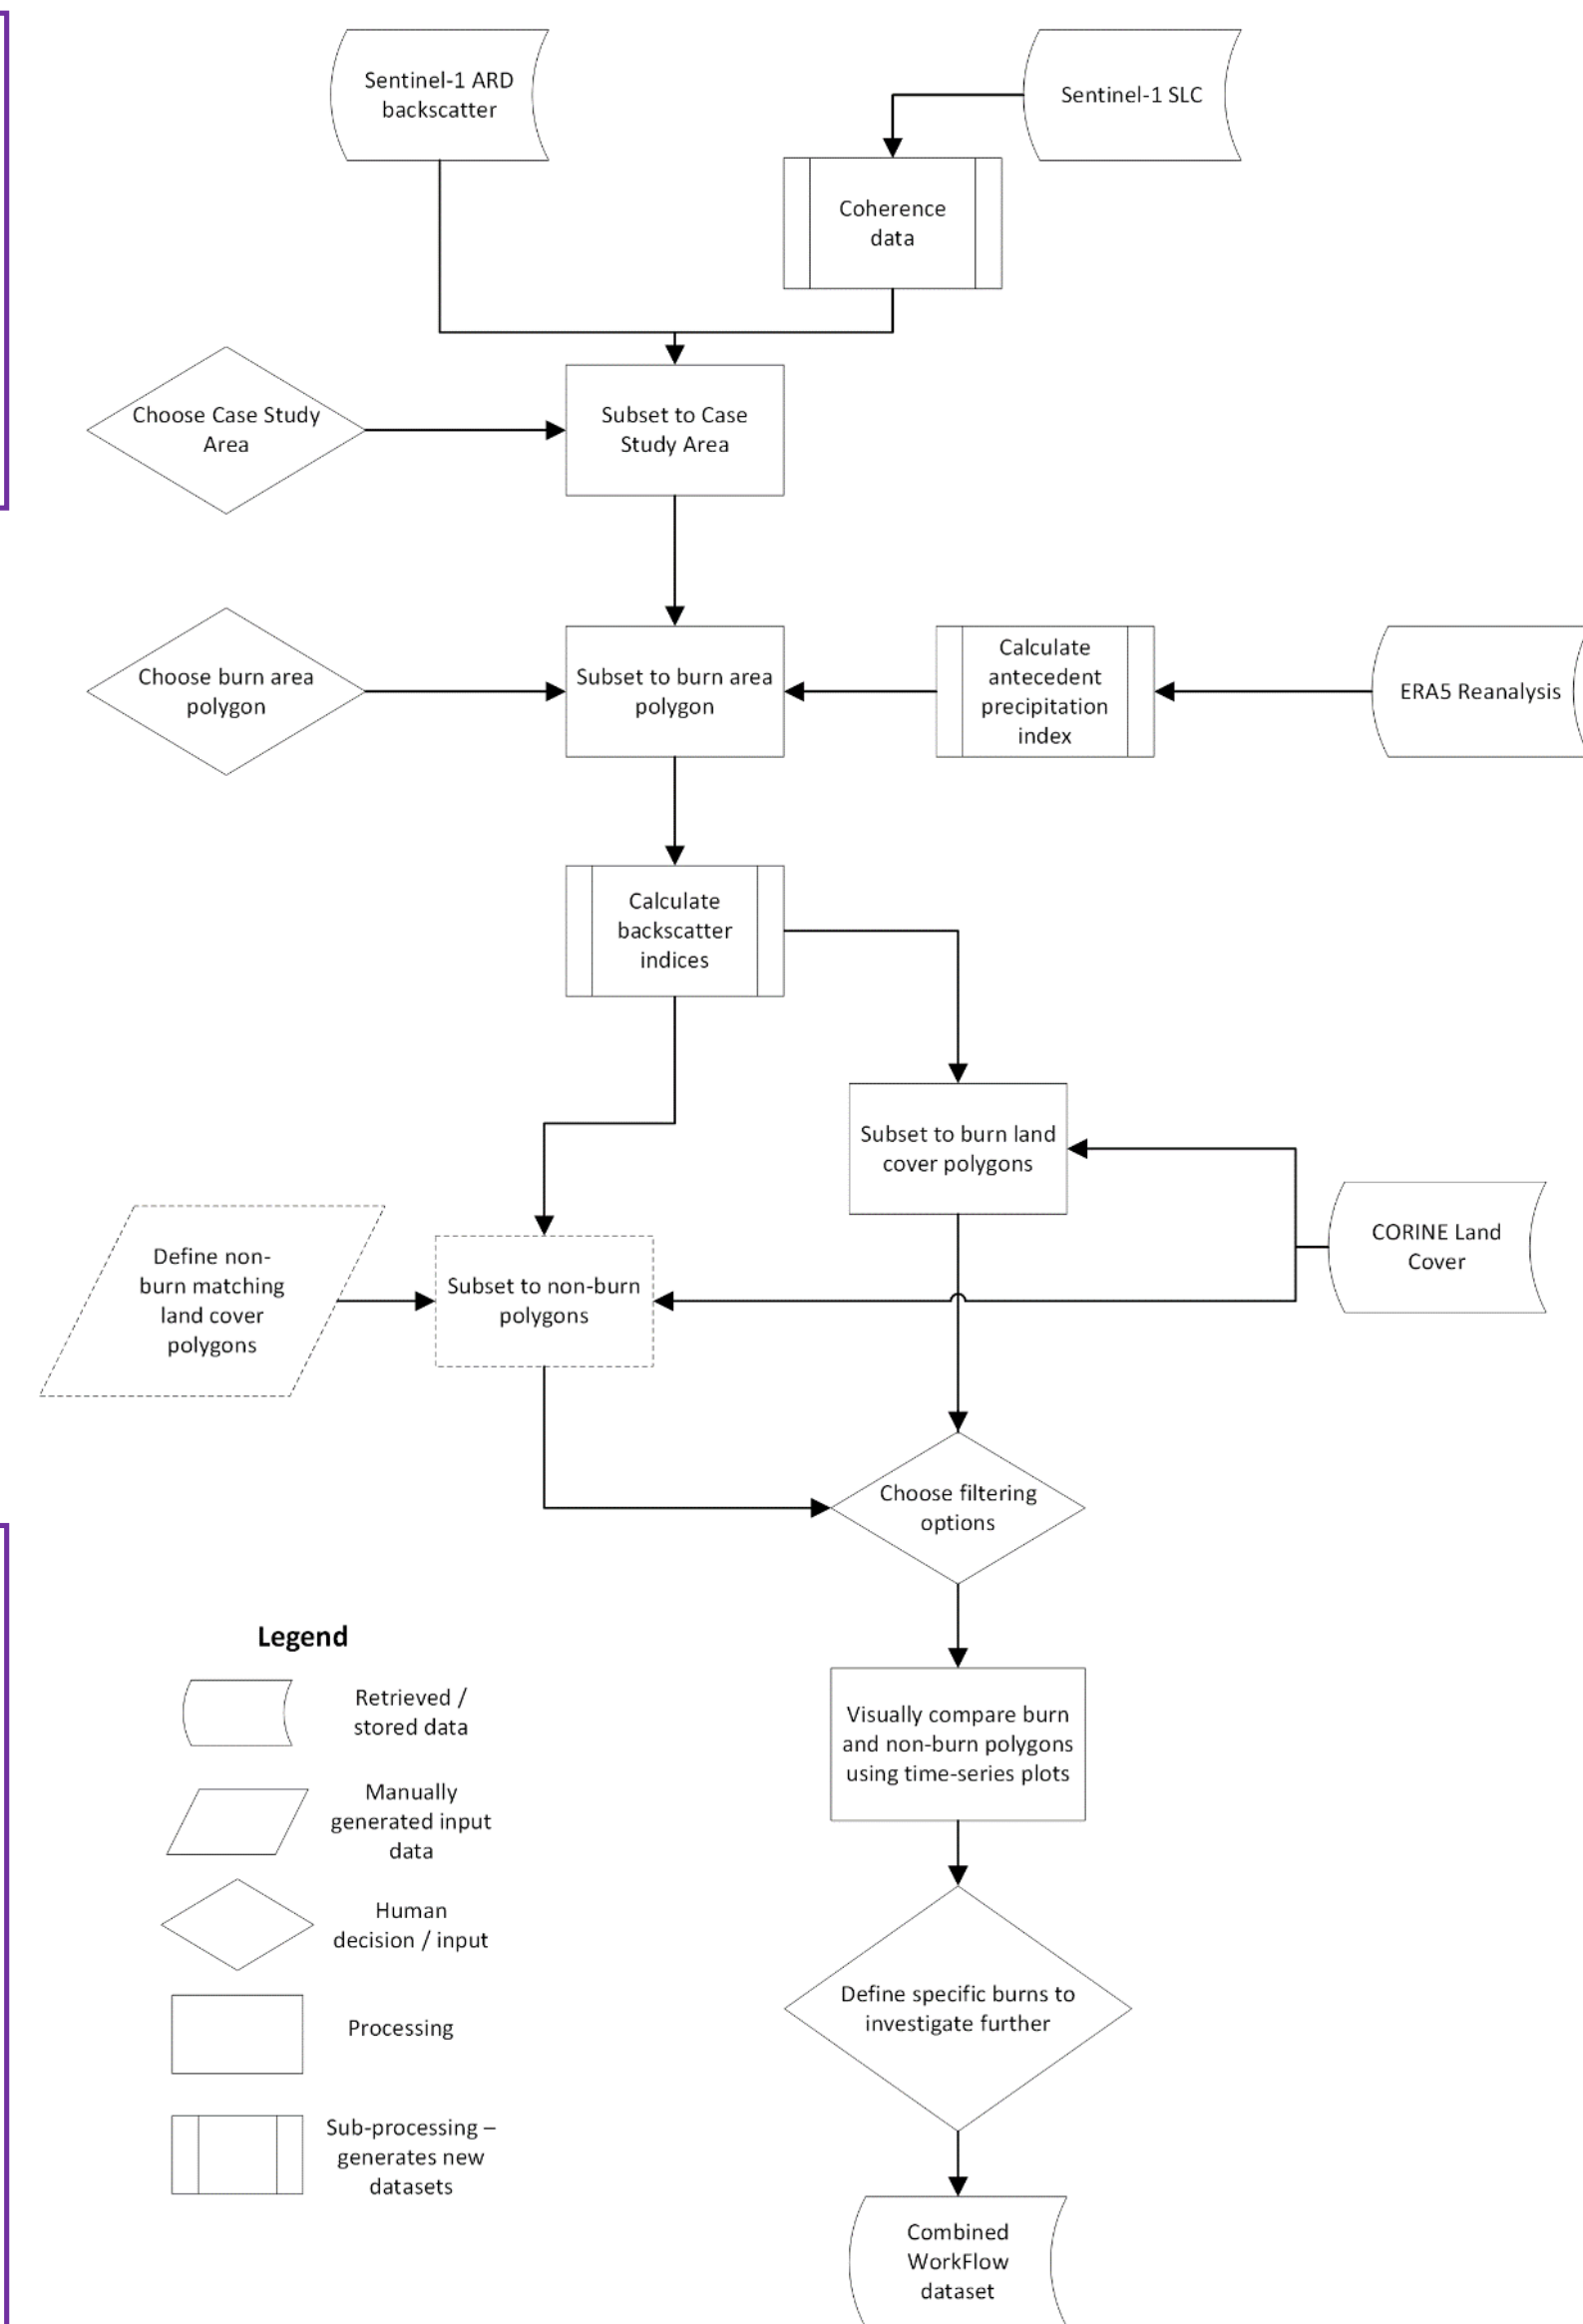 Sentinel-1 ARD
backscatter
Sentinel-1 SLC
Coherence
data
Choose Case Study
Area
Subset to Case
Study Area
Choose burn area
polygon
Subset to burn area
polygon
Calculate
antecedent
precipitation
index
ERA5 Reanalysis
Calculate
backscatter
indices
Subset to burn land
cover polygons
CORINE Land
Cover
Define non-
burn matching
land cover
polygons
Subset to non-burn
polygons
Choose filtering
options
Visually compare burn
and non-burn polygons
using time-series plots
Define specific burns to
investigate further
Combined
WorkFlow
dataset
Legend
Retrieved /
stored data
Manually
generated input
data
Human
decision / input
Processing
Sub-processing –
generates new
datasets